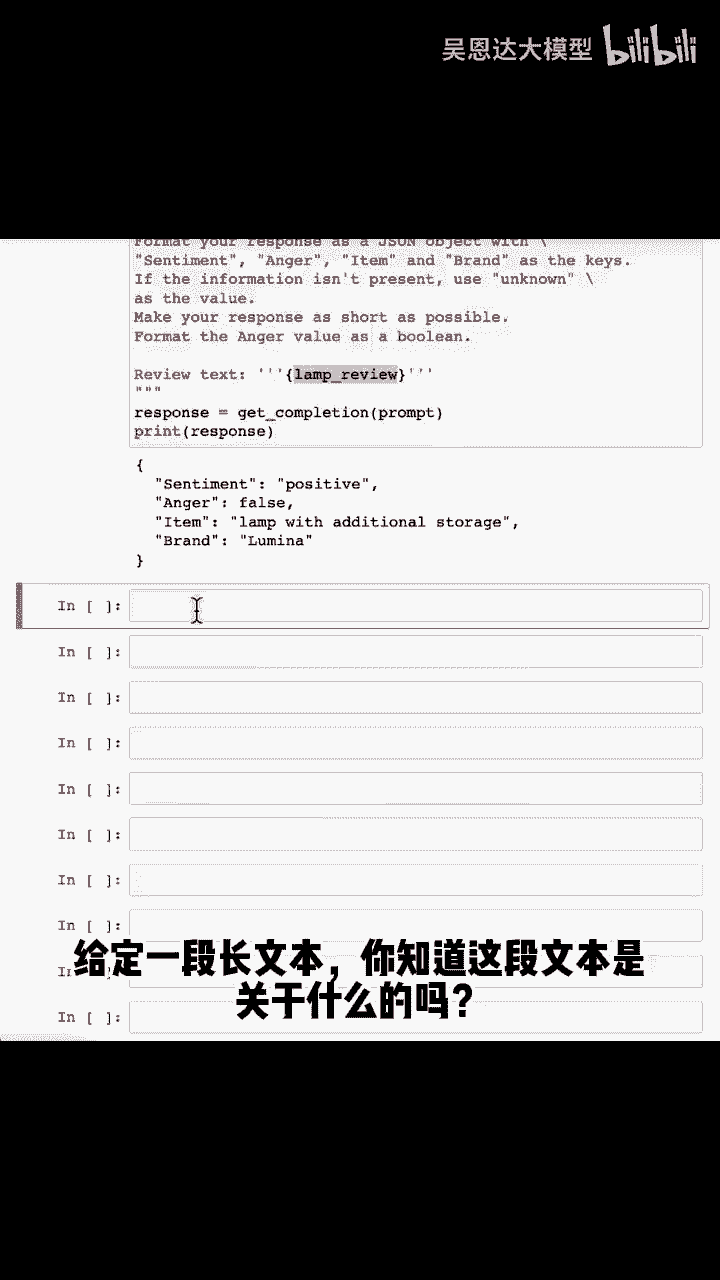 吴恩达大模型 bilibili
Format your response as a JSON object with \
"Sentiment", "Anger", "Item" and "Brand" as the keys.
If the information isn't present, use "unknown" \
as the value.
Make your response as short as possible.
Format the Anger value as a boolean.
Review text: '''{lamp_review}'''
"""
response = get_completion(prompt)
print(response)
{
"Sentiment": "positive",
"Anger": false,
"Item": "lamp with additional storage",
"Brand": "Lumina"
}
In [ ]:
In [ ]:
In [ ]:
In [ ]:
In [ ]:
In [ ]:
In [ ]:
In [ ]:
给定一段长文本，你知道这段文本是
In [ ]:
关于什么的吗？
In [ ]: